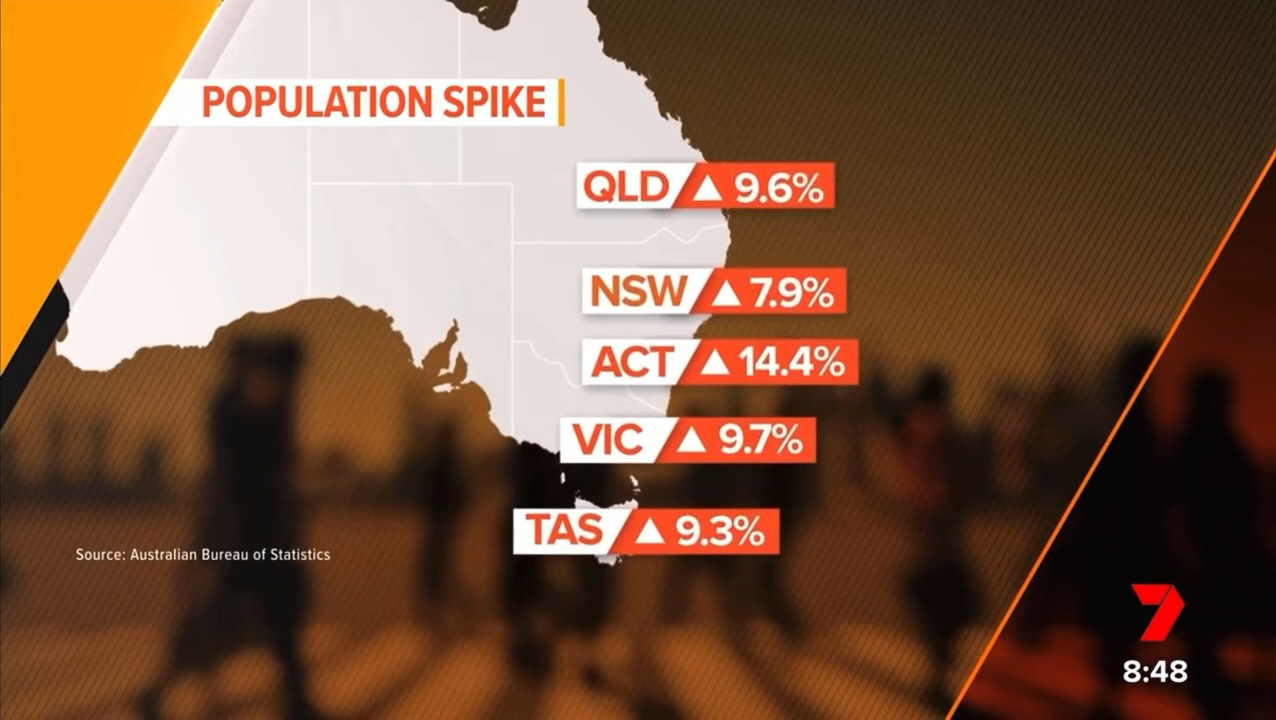 POPULATION SPIKE
QLD ▲ 9.6%
NSW ▲ 7.9%
ACT ▲ 14.4%
VIC ▲ 9.7%
TAS ▲ 9.3%
Source: Australian Bureau of Statistics
7
8:48